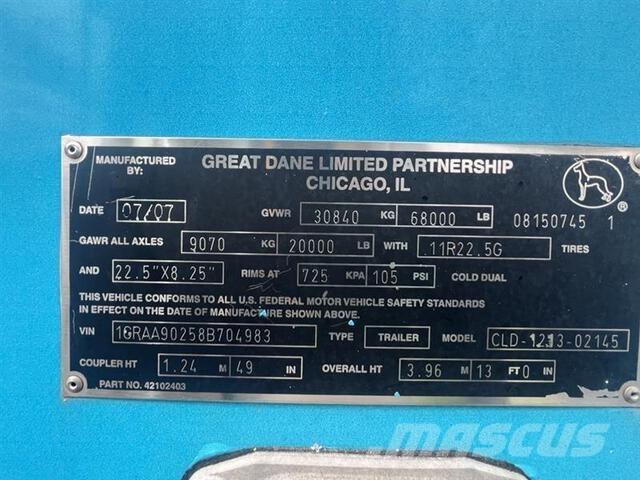 MANUFACTURED BY: GREAT DANE LIMITED PARTNERSHIP
CHICAGO, IL
®
DATE 07/07 GVWR 30840 KG 68000 LB 08150745 1
GAWR ALL AXLES 9070 KG 20000 LB WITH 11R22.5G TIRES
AND 22.5"X8.25" RIMS AT 725 KPA 105 PSI COLD DUAL
THIS VEHICLE CONFORMS TO ALL U.S. FEDERAL MOTOR VEHICLE SAFETY STANDARDS
IN EFFECT ON THE DATE OF MANUFACTURE SHOWN ABOVE.
VIN 1GRAA90258B704983 TYPE TRAILER MODEL CLD-1213-02145
COUPLER HT 1.24 M 49 IN OVERALL HT 3.96 M 13 FT 0 IN
PART NO. 42102403
MASCUS